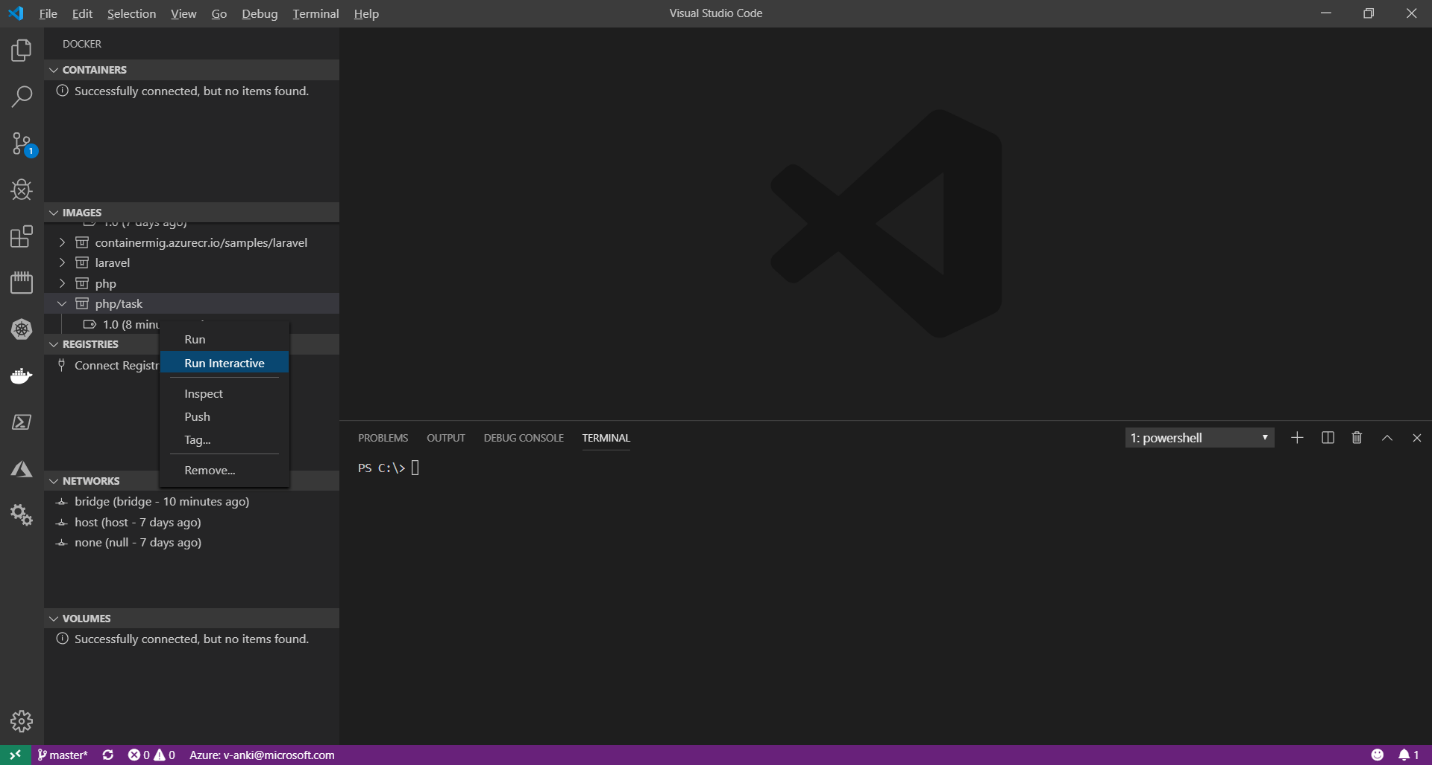 File Edit Selection View Go Debug Terminal Help
Visual Studio Code
DOCKER
CONTAINERS
Successfully connected, but no items found.
IMAGES
1.0 (7 days ago)
containermig.azurecr.io/samples/laravel
laravel
php
php/task
1.0 (8 minu
REGISTRIES
Connect Registr
Run
Run Interactive
Inspect
Push
Tag...
Remove...
NETWORKS
bridge (bridge - 10 minutes ago)
host (host - 7 days ago)
none (null - 7 days ago)
VOLUMES
Successfully connected, but no items found.
PROBLEMS OUTPUT DEBUG CONSOLE TERMINAL
1: powershell
PS C:\>
1
master* 0 0 Azure: v-anki@microsoft.com
1